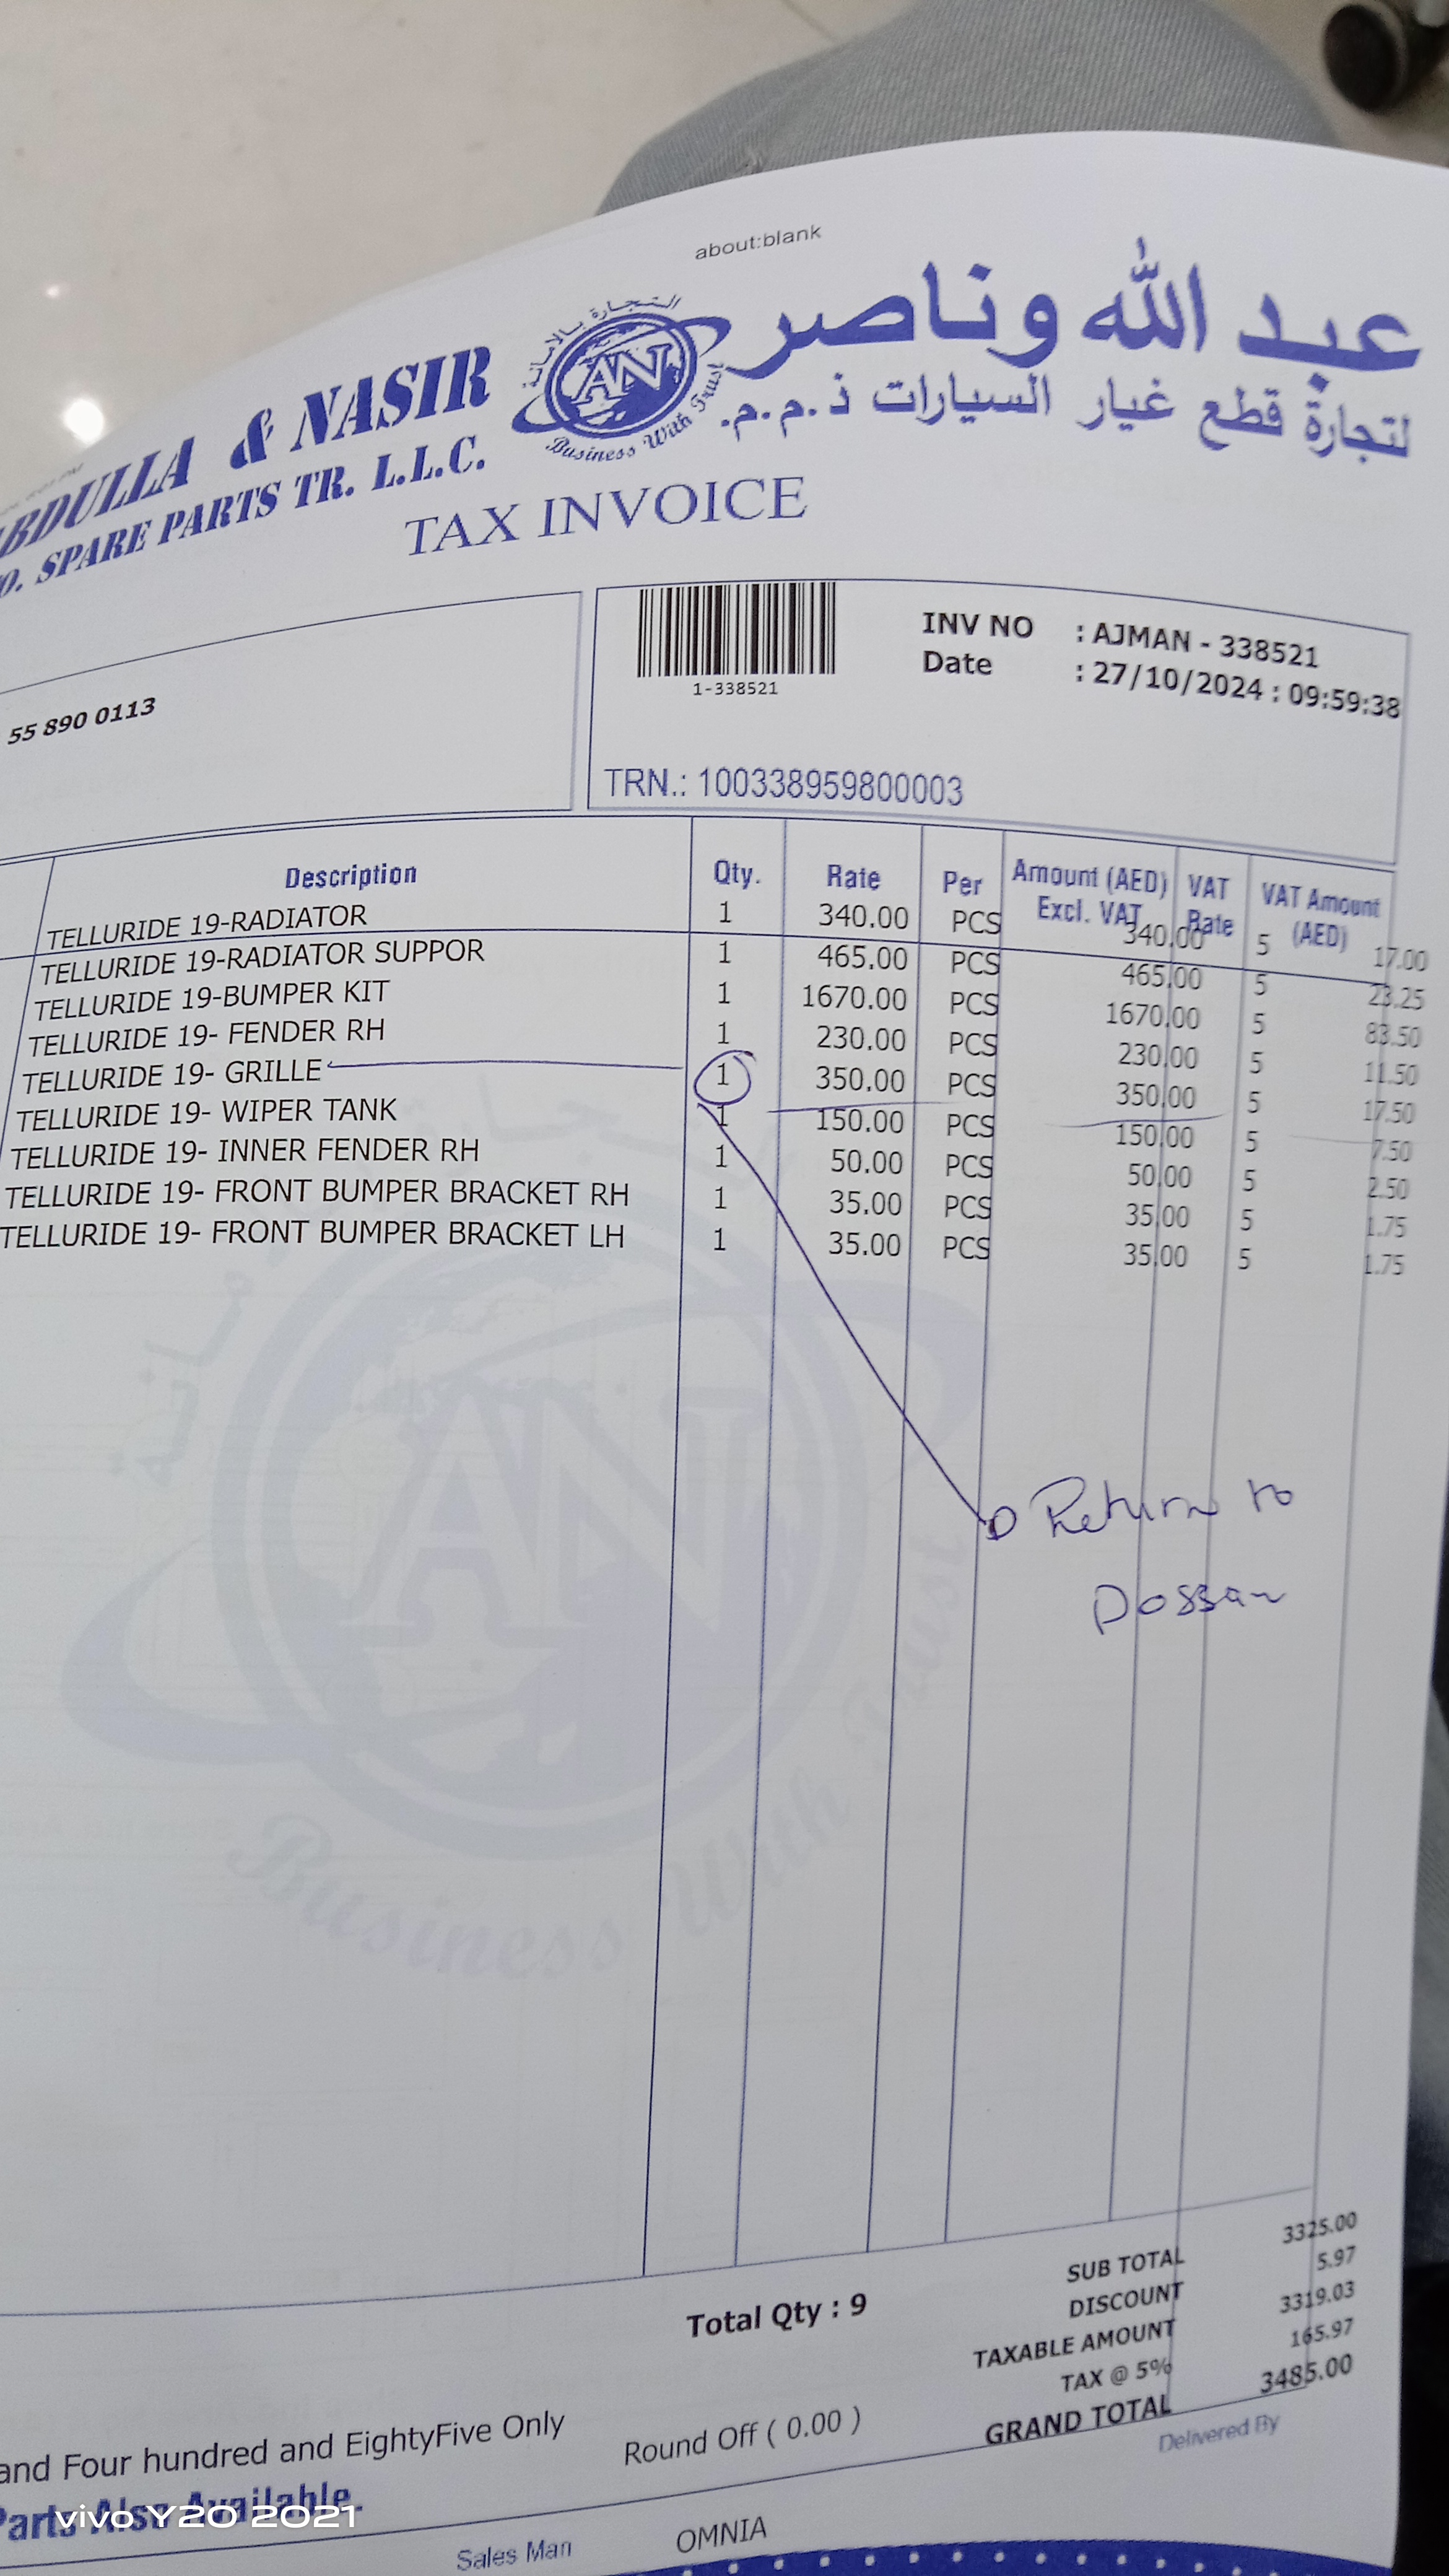 about:blank
ABDULLA & NASIR
O. SPARE PARTS TR. L.L.C.
التجارة بالامانة
AN
Business With Trust
عبد الله وناصر
لتجارة قطع غيار السيارات ذ.م.م.
TAX INVOICE
55 890 0113
1-338521
INV NO : AJMAN - 338521
Date : 27/10/2024 : 09:59:38
TRN.: 100338959800003
Description Qty. Rate Per Amount (AED) Excl. VAT VAT Rate VAT Amount (AED)
TELLURIDE 19-RADIATOR 1 340.00 PCS 340.00 5 17.00
TELLURIDE 19-RADIATOR SUPPOR 1 465.00 PCS 465.00 5 23.25
TELLURIDE 19-BUMPER KIT 1 1670.00 PCS 1670.00 5 83.50
TELLURIDE 19- FENDER RH 1 230.00 PCS 230.00 5 11.50
TELLURIDE 19- GRILLE 1 350.00 PCS 350.00 5 17.50
TELLURIDE 19- WIPER TANK 1 150.00 PCS 150.00 5 7.50
TELLURIDE 19- INNER FENDER RH 1 50.00 PCS 50.00 5 2.50
TELLURIDE 19- FRONT BUMPER BRACKET RH 1 35.00 PCS 35.00 5 1.75
TELLURIDE 19- FRONT BUMPER BRACKET LH 1 35.00 PCS 35.00 5 1.75
Return to
AN
Business With Trust
SUB TOTAL 3325.00
DISCOUNT 5.97
Total Qty : 9
TAXABLE AMOUNT 3319.03
TAX @ 5% 165.97
GRAND TOTAL 3485.00
and Four hundred and EightyFive Only
Round Off ( 0.00 )
Delivered By
Parts Also Available.
vivo Y20 2021
Sales Man OMNIA